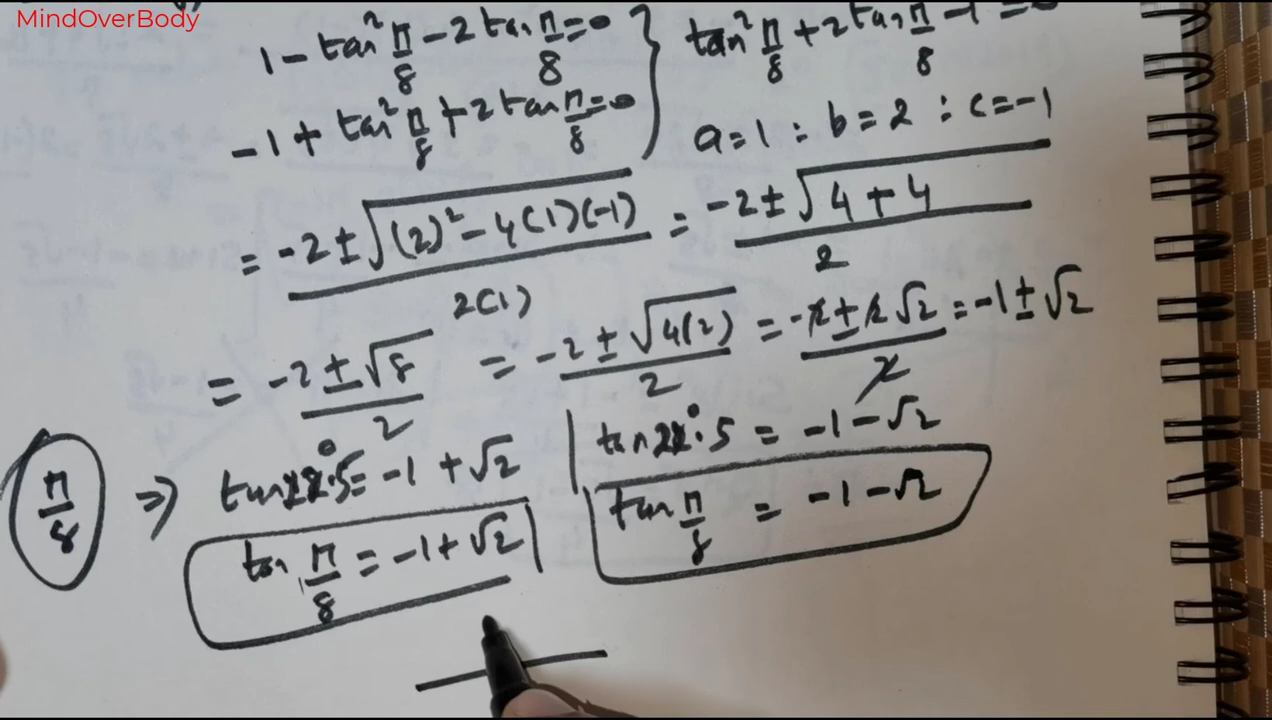 MindOverBody
1 - tan² π/8 - 2 tan π/8 = 0
-1 + tan² π/8 + 2 tan π/8 = 0
tan² π/8 + 2 tan π/8 - 1 = 0
a=1 : b=2 : c=-1
= -2 ± √(2)² - 4(1)(-1) / 2(1) = -2 ± √4+4 / 2
= -2 ± √8 / 2 = -2 ± √4(2) / 2 = -2 ± 2√2 / 2 = -1 ± √2
π/8 ⇒ tan 22.5° = -1 + √2
tan π/8 = -1 + √2
tan 22.5° = -1 - √2
tan π/8 = -1 - √2